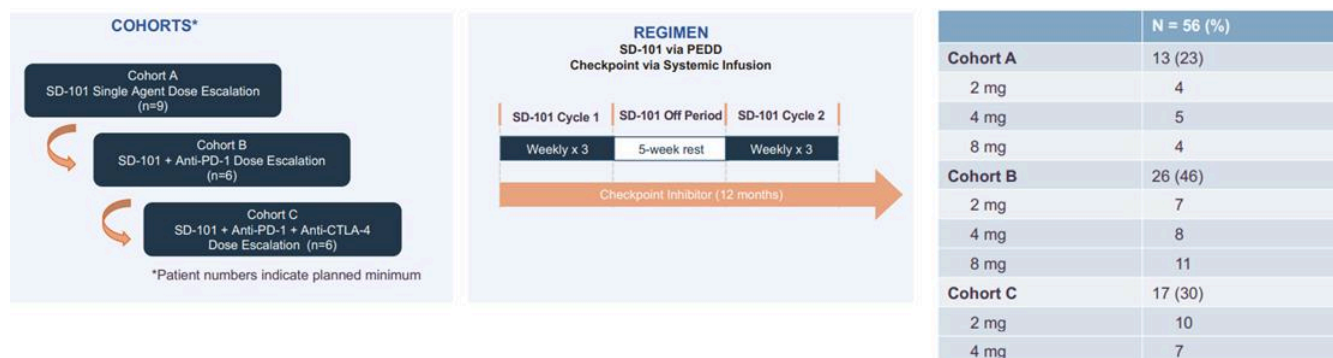 COHORTS*
Cohort A
SD-101 Single Agent Dose Escalation
(n=9)
Cohort B
SD-101 + Anti-PD-1 Dose Escalation
(n=6)
Cohort C
SD-101 + Anti-PD-1 + Anti-CTLA-4
Dose Escalation (n=6)
*Patient numbers indicate planned minimum
REGIMEN
SD-101 via PEDD
Checkpoint via Systemic Infusion
SD-101 Cycle 1 SD-101 Off Period SD-101 Cycle 2
Weekly x 3 5-week rest Weekly x 3
Checkpoint Inhibitor (12 months)
N = 56 (%)
Cohort A 13 (23)
2 mg 4
4 mg 5
8 mg 4
Cohort B 26 (46)
2 mg 7
4 mg 8
8 mg 11
Cohort C 17 (30)
2 mg 10
4 mg 7